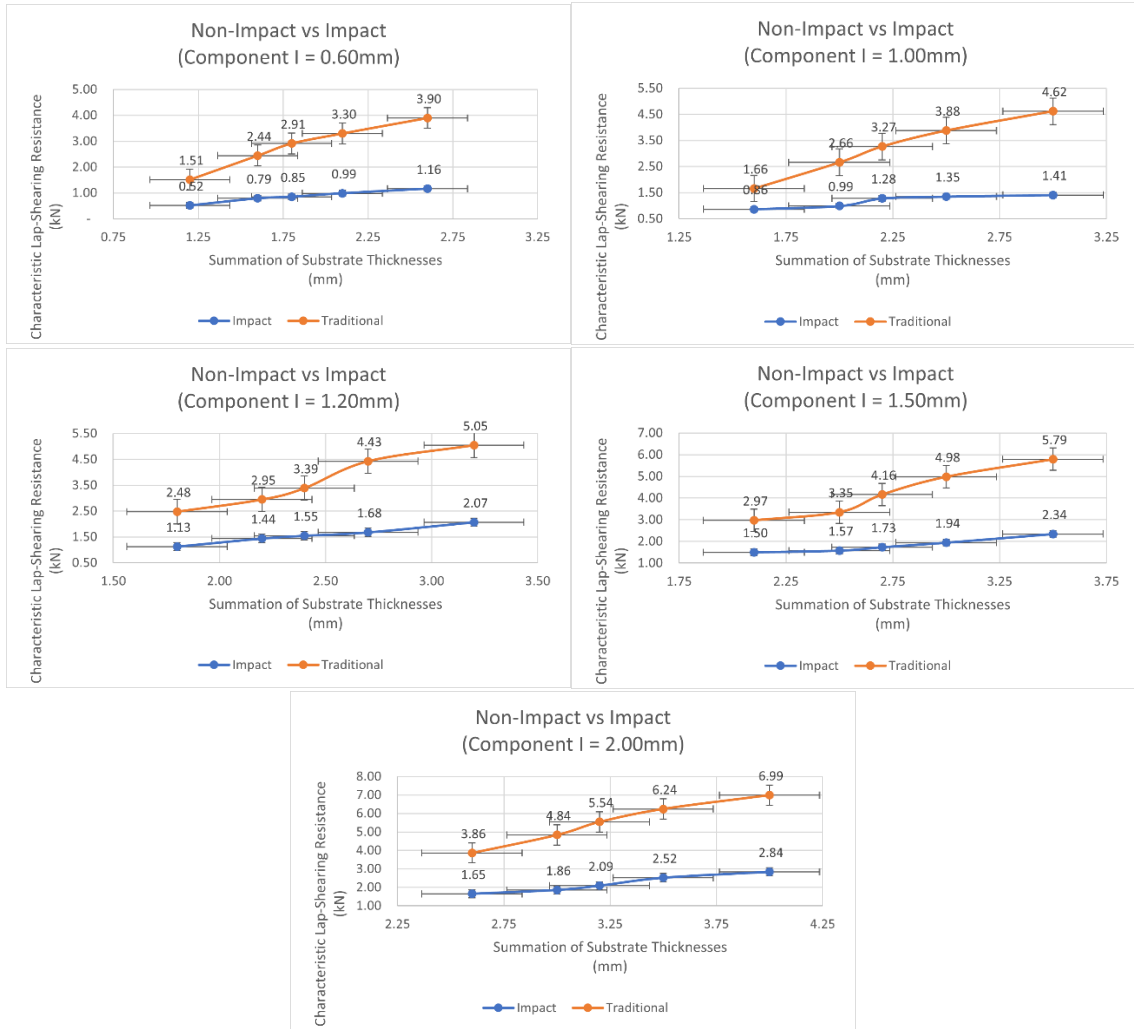 Non-Impact vs Impact
(Component I = 0.60mm)
Characteristic Lap-Shearing Resistance
(kN)
5.00
4.00
3.00
2.00
1.00
-
1.51
2.44
2.91
3.30
3.90
0.52
0.79
0.85
0.99
1.16
0.75
1.25
1.75
2.25
2.75
3.25
Summation of Substrate Thicknesses
(mm)
Impact
Traditional
Non-Impact vs Impact
(Component I = 1.00mm)
Characteristic Lap-Shearing Resistance
(kN)
5.50
4.50
3.50
2.50
1.50
0.50
1.66
2.66
3.27
3.88
4.62
0.86
0.99
1.28
1.35
1.41
1.25
1.75
2.25
2.75
3.25
Summation of Substrate Thicknesses
(mm)
Impact
Traditional
Non-Impact vs Impact
(Component I = 1.20mm)
Characteristic Lap-Shearing Resistance
(kN)
5.50
4.50
3.50
2.50
1.50
0.50
2.48
2.95
3.39
4.43
5.05
1.13
1.44
1.55
1.68
2.07
1.50
2.00
2.50
3.00
3.50
Summation of Substrate Thicknesses
(mm)
Impact
Traditional
Non-Impact vs Impact
(Component I = 1.50mm)
Characteristic Lap-Shearing Resistance
(kN)
7.00
6.00
5.00
4.00
3.00
2.00
1.00
2.97
3.35
4.16
4.98
5.79
1.50
1.57
1.73
1.94
2.34
1.75
2.25
2.75
3.25
3.75
Summation of Substrate Thicknesses
(mm)
Impact
Traditional
Non-Impact vs Impact
(Component I = 2.00mm)
Characteristic Lap-Shearing Resistance
(kN)
8.00
7.00
6.00
5.00
4.00
3.00
2.00
1.00
3.86
4.84
5.54
6.24
6.99
1.65
1.86
2.09
2.52
2.84
2.25
2.75
3.25
3.75
4.25
Summation of Substrate Thicknesses
(mm)
Impact
Traditional